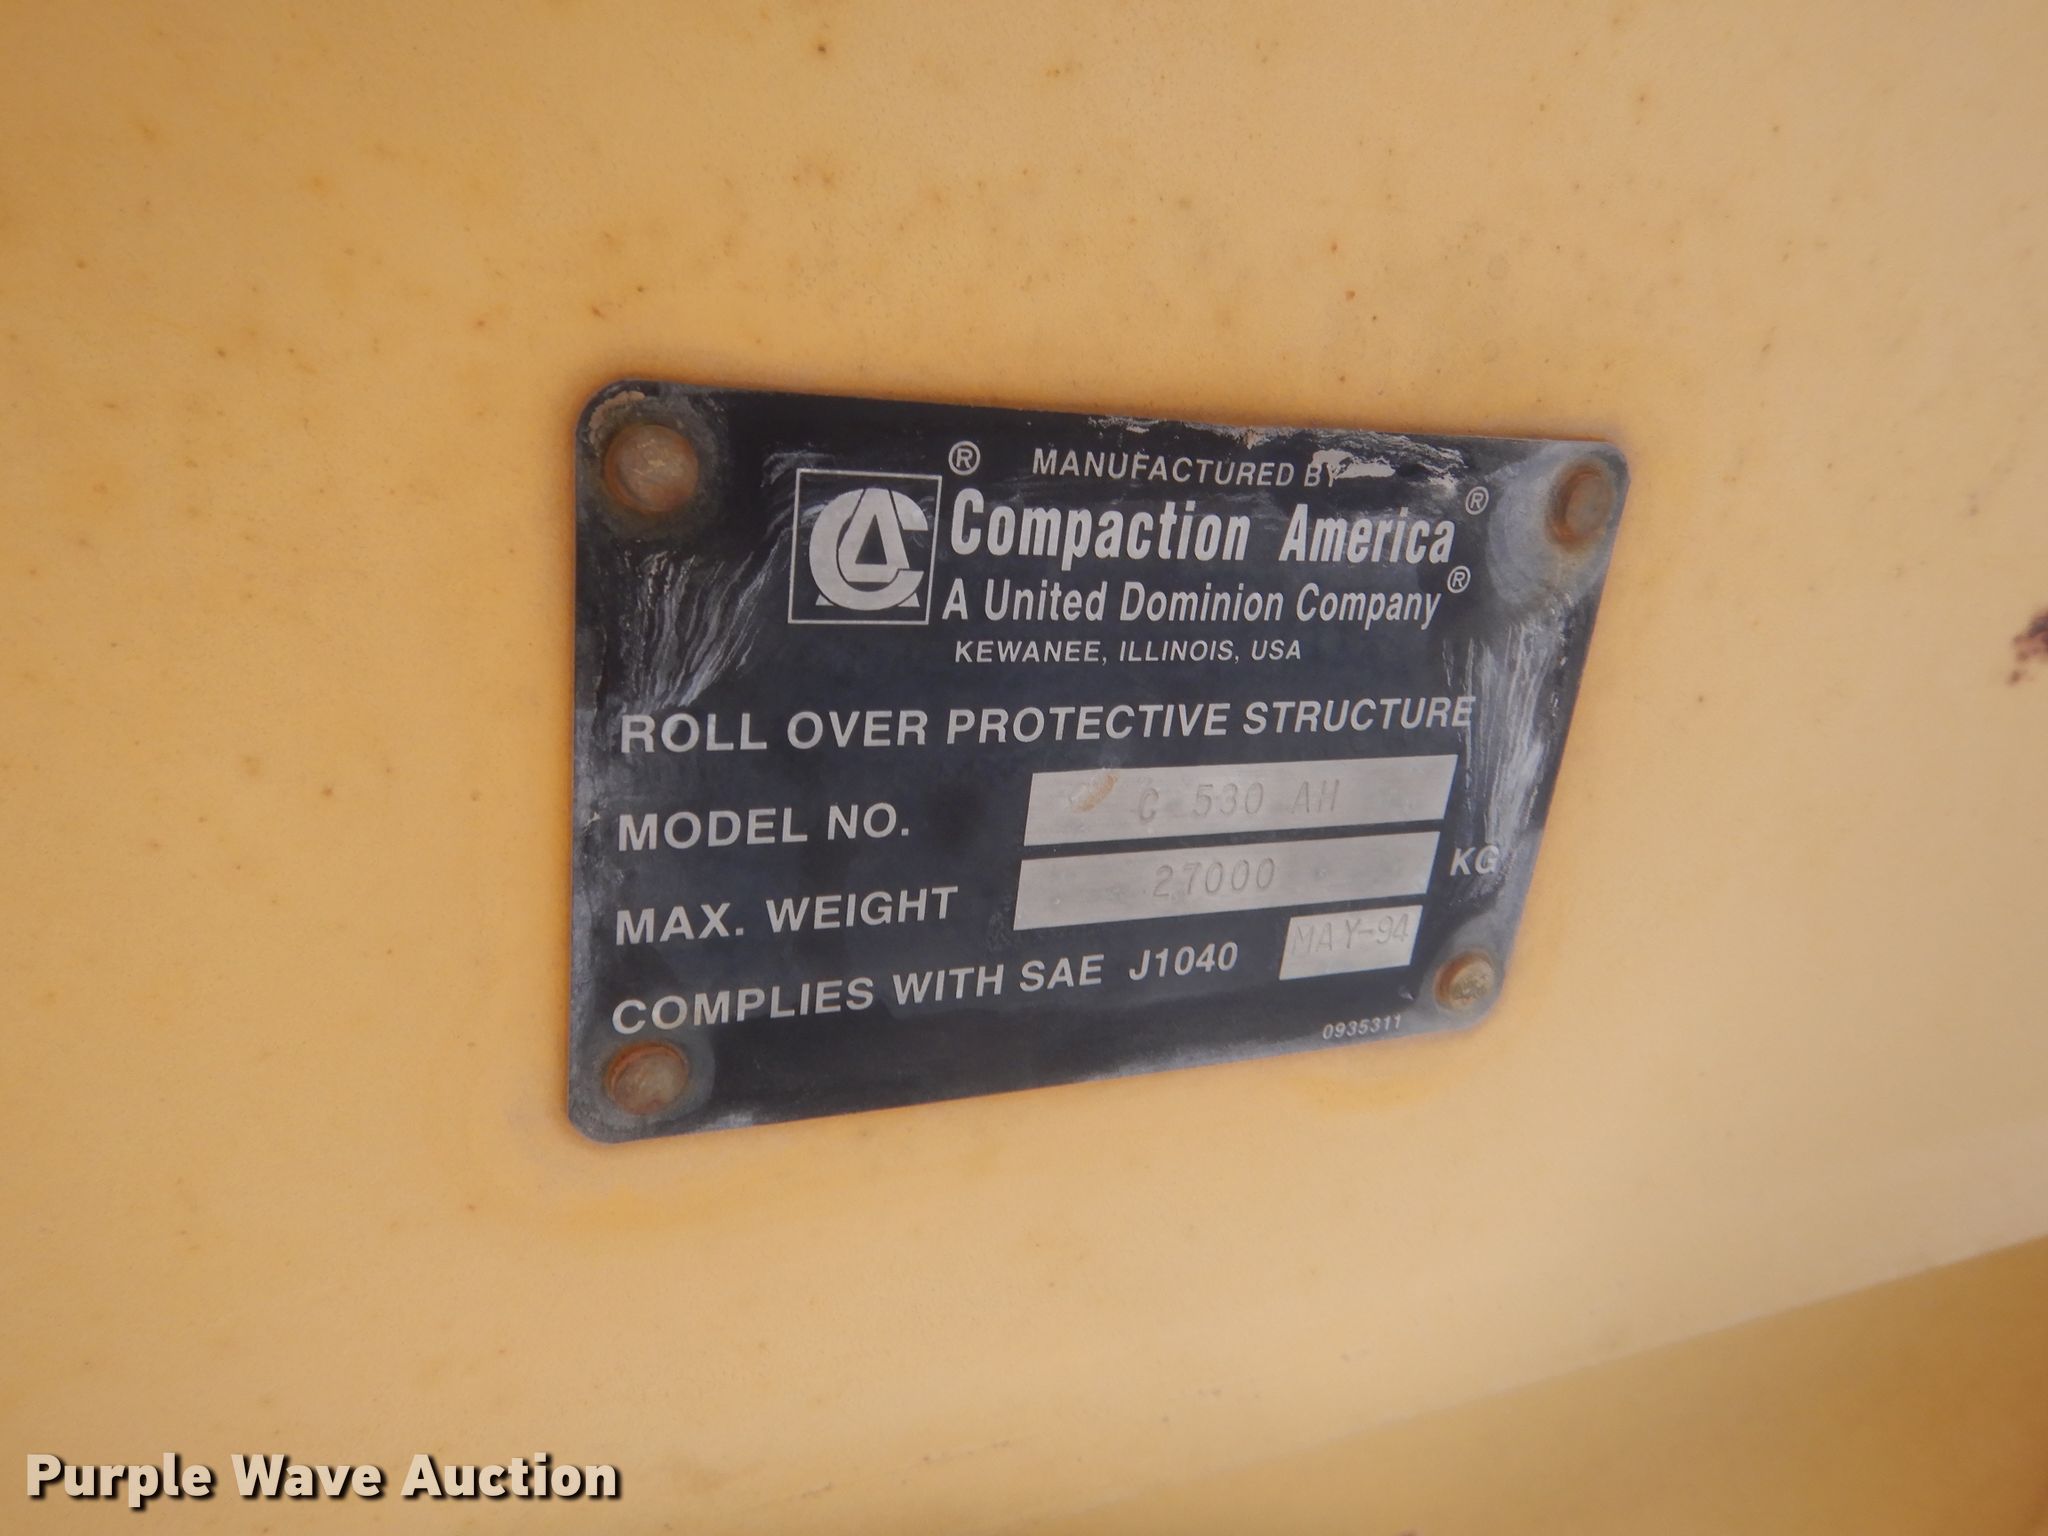 ® MANUFACTURED BY
CA Compaction America®
A United Dominion Company®
KEWANEE, ILLINOIS, USA
ROLL OVER PROTECTIVE STRUCTURE
MODEL NO. C 530 AH
MAX. WEIGHT 27000 KG
COMPLIES WITH SAE J1040 MAY-94
0935311
Purple Wave Auction